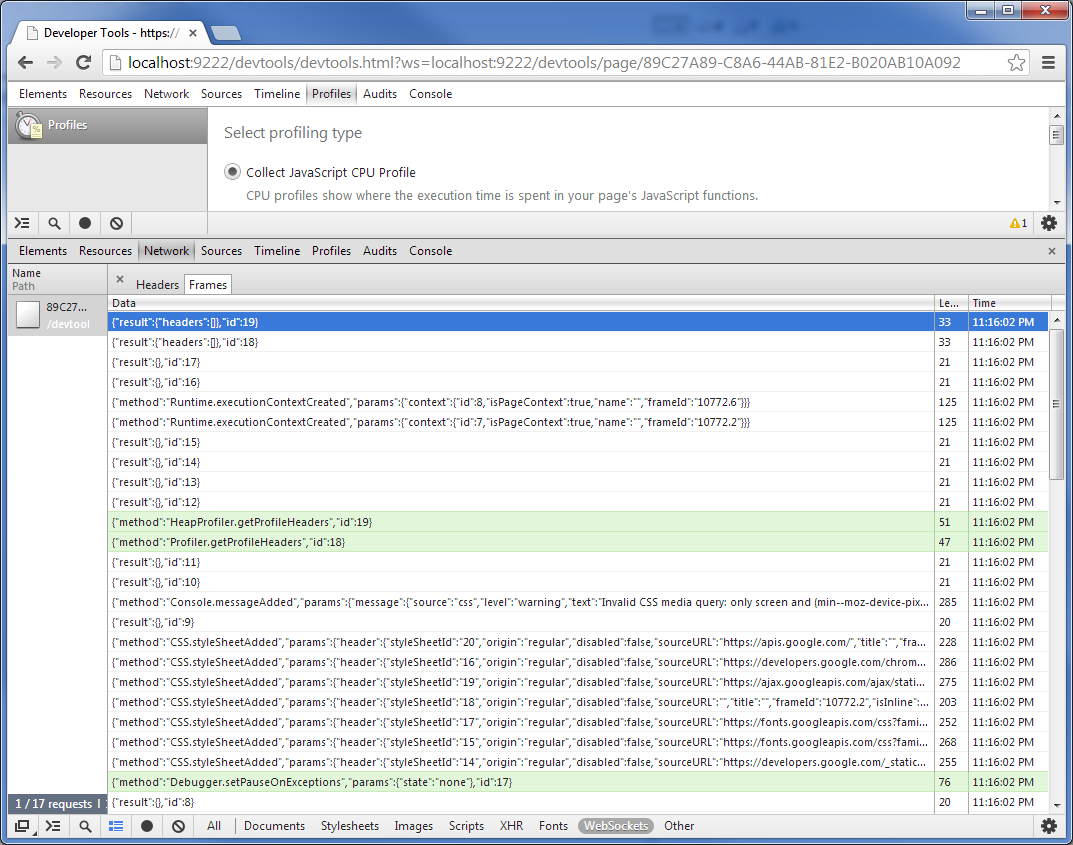 Developer Tools - https://
localhost:9222/devtools/devtools.html?ws=localhost:9222/devtools/page/89C27A89-C8A6-44AB-81E2-B020AB10A092
Elements Resources Network Sources Timeline Profiles Audits Console
Profiles
Select profiling type
Collect JavaScript CPU Profile
CPU profiles show where the execution time is spent in your page's JavaScript functions.
1
Elements Resources Network Sources Timeline Profiles Audits Console
Name
Path
Headers Frames
89C27...
/devtool
Data Le... Time
{"result":{"headers":[]},"id":19} 33 11:16:02 PM
{"result":{"headers":[]},"id":18} 33 11:16:02 PM
{"result":{},"id":17} 21 11:16:02 PM
{"result":{},"id":16} 21 11:16:02 PM
{"method":"Runtime.executionContextCreated","params":{"context":{"id":8,"isPageContext":true,"name":"","frameId":"10772.6"}}} 125 11:16:02 PM
{"method":"Runtime.executionContextCreated","params":{"context":{"id":7,"isPageContext":true,"name":"","frameId":"10772.2"}}} 125 11:16:02 PM
{"result":{},"id":15} 21 11:16:02 PM
{"result":{},"id":14} 21 11:16:02 PM
{"result":{},"id":13} 21 11:16:02 PM
{"result":{},"id":12} 21 11:16:02 PM
{"method":"HeapProfiler.getProfileHeaders","id":19} 51 11:16:02 PM
{"method":"Profiler.getProfileHeaders","id":18} 47 11:16:02 PM
{"result":{},"id":11} 21 11:16:02 PM
{"result":{},"id":10} 21 11:16:02 PM
{"method":"Console.messageAdded","params":{"message":{"source":"css","level":"warning","text":"Invalid CSS media query: only screen and (min--moz-device-pix... 285 11:16:02 PM
{"result":{},"id":9} 20 11:16:02 PM
{"method":"CSS.styleSheetAdded","params":{"header":{"styleSheetId":"20","origin":"regular","disabled":false,"sourceURL":"https://apis.google.com/","title":"","fra... 228 11:16:02 PM
{"method":"CSS.styleSheetAdded","params":{"header":{"styleSheetId":"16","origin":"regular","disabled":false,"sourceURL":"https://developers.google.com/chrom... 286 11:16:02 PM
{"method":"CSS.styleSheetAdded","params":{"header":{"styleSheetId":"19","origin":"regular","disabled":false,"sourceURL":"https://ajax.googleapis.com/ajax/stati... 275 11:16:02 PM
{"method":"CSS.styleSheetAdded","params":{"header":{"styleSheetId":"18","origin":"regular","disabled":false,"sourceURL":"","title":"","frameId":"10772.2","isInline":... 203 11:16:02 PM
{"method":"CSS.styleSheetAdded","params":{"header":{"styleSheetId":"17","origin":"regular","disabled":false,"sourceURL":"https://fonts.googleapis.com/css?fami... 252 11:16:02 PM
{"method":"CSS.styleSheetAdded","params":{"header":{"styleSheetId":"15","origin":"regular","disabled":false,"sourceURL":"https://fonts.googleapis.com/css?fami... 268 11:16:02 PM
{"method":"CSS.styleSheetAdded","params":{"header":{"styleSheetId":"14","origin":"regular","disabled":false,"sourceURL":"https://developers.google.com/_static... 255 11:16:02 PM
{"method":"Debugger.setPauseOnExceptions","params":{"state":"none"},"id":17} 76 11:16:02 PM
{"result":{},"id":8} 20 11:16:02 PM
1 / 17 requests
All Documents Stylesheets Images Scripts XHR Fonts WebSockets Other